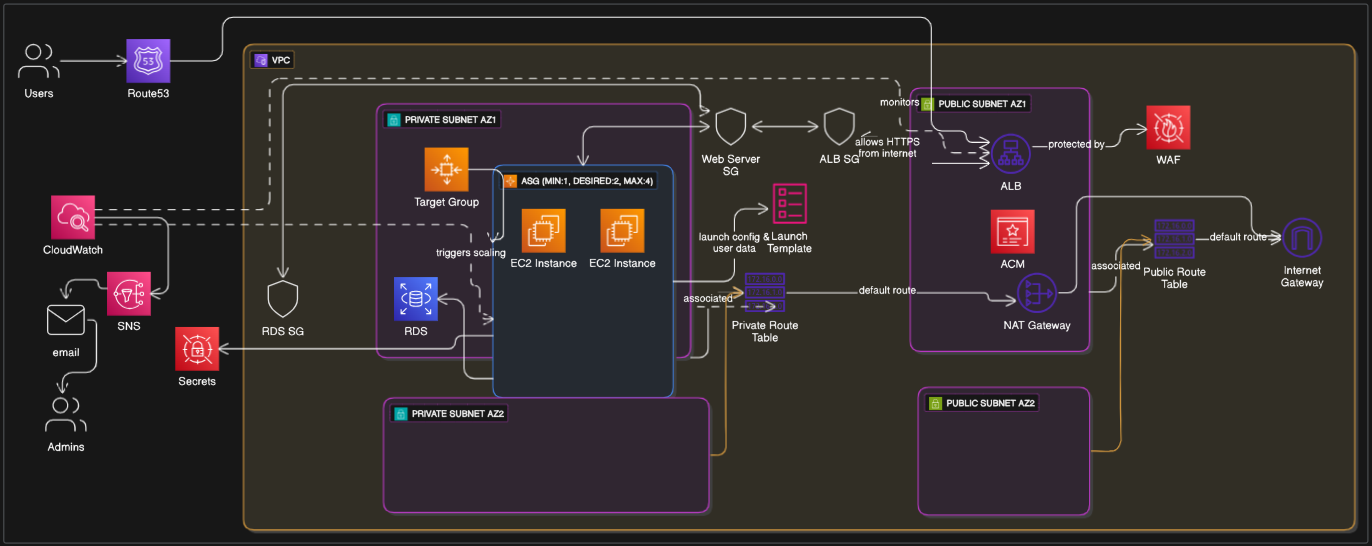 Users
53
Route53
VPC
PRIVATE SUBNET AZ1
Target Group
ASG (MIN:1, DESIRED:2, MAX:4)
EC2 Instance
EC2 Instance
triggers scaling
RDS
Web Server
SG
ALB SG
allows HTTPS
from internet
monitors
PUBLIC SUBNET AZ1
ALB
protected by
WAF
launch config &
user data
Launch
Template
ACM
NAT Gateway
associated
Private Route
Table
default route
associated
Public Route
Table
default route
Internet
Gateway
CloudWatch
SNS
email
Admins
Secrets
RDS SG
PRIVATE SUBNET AZ2
PUBLIC SUBNET AZ2